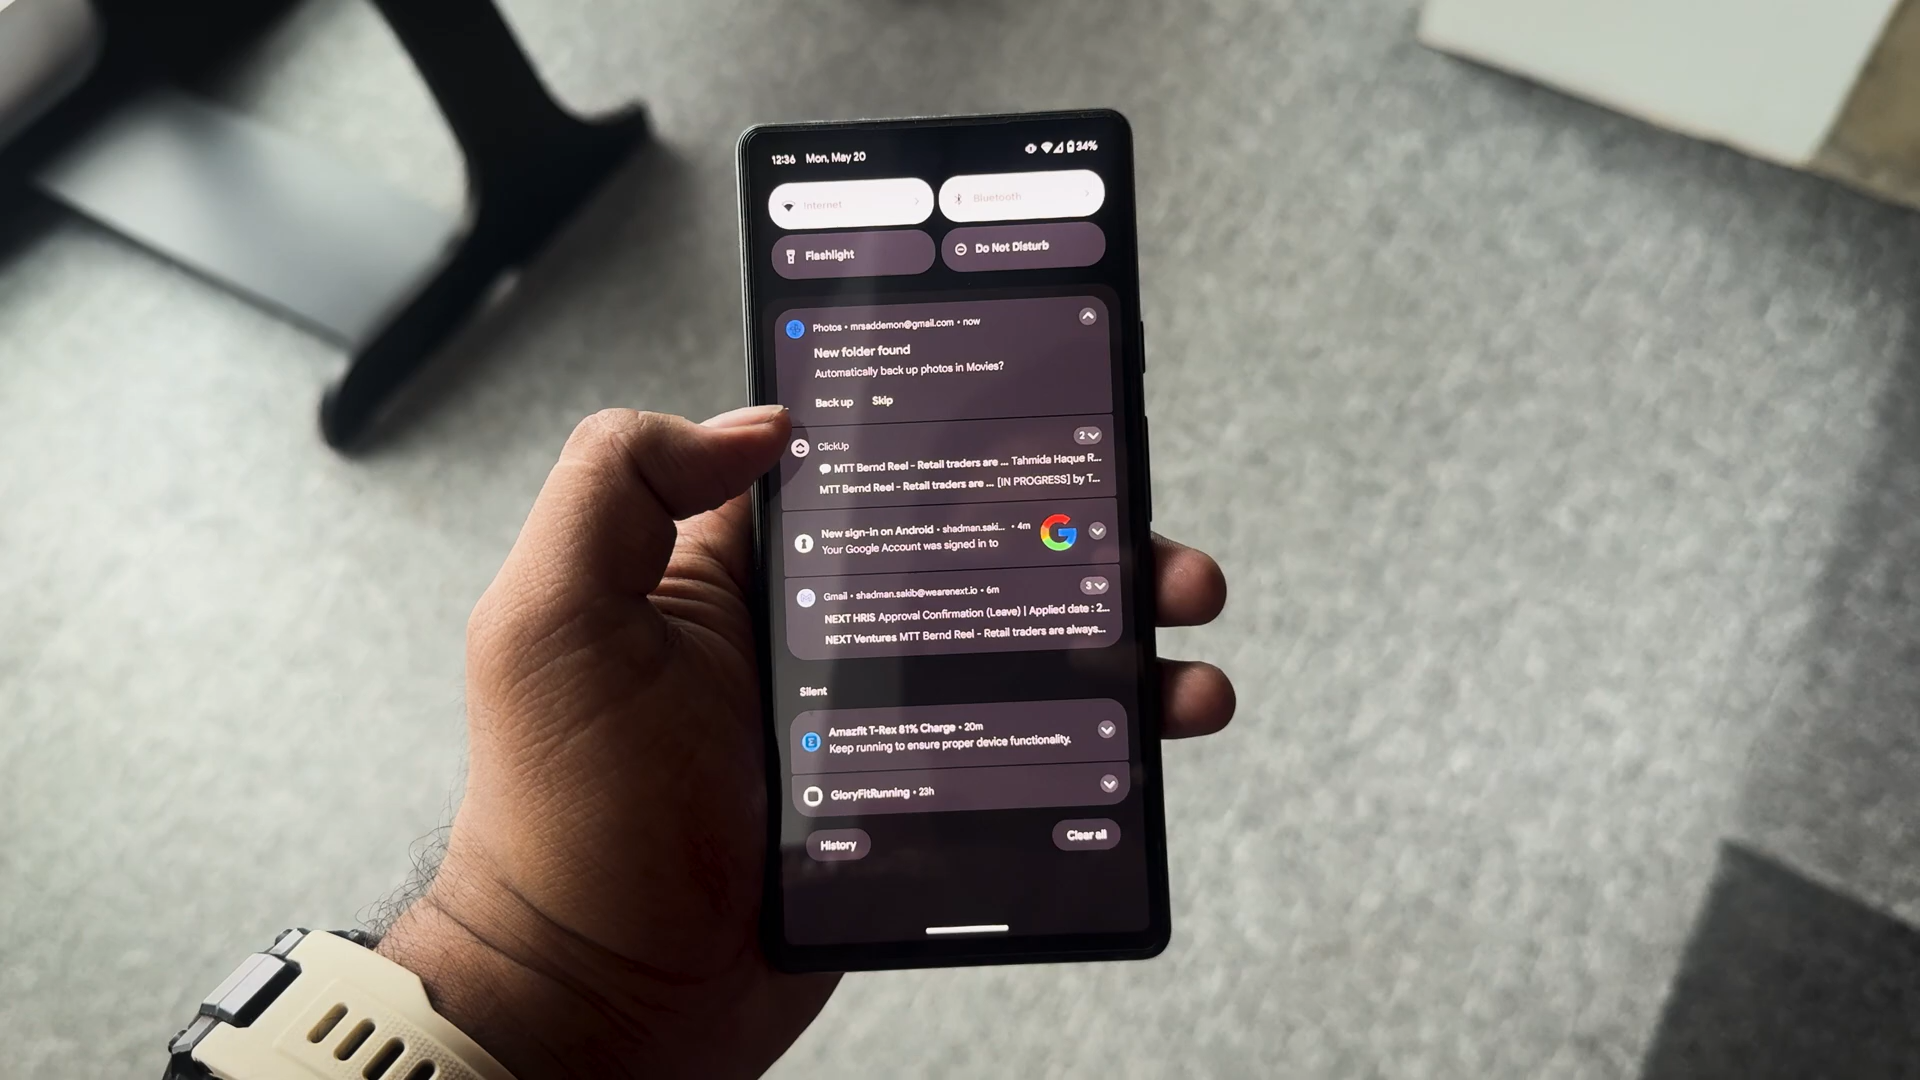 12:36 Mon, May 20 34%
Internet
Bluetooth
Flashlight
Do Not Disturb
Photos • mrsaddemon@gmail.com • now
New folder found
Automatically back up photos in Movies?
Back up Skip
ClickUp 2
MTT Bernd Reel - Retail traders are ... Tahmida Haque R...
MTT Bernd Reel - Retail traders are ... [IN PROGRESS] by T...
New sign-in on Android • shadman.saki... • 4m
Your Google Account was signed in to
Gmail • shadman.sakib@wearenext.io • 6m 3
NEXT HRIS Approval Confirmation (Leave) | Applied date : 2...
NEXT Ventures MTT Bernd Reel - Retail traders are always...
Silent
Amazfit T-Rex 81% Charge • 20m
Keep running to ensure proper device functionality.
GloryFitRunning • 23h
History
Clear all